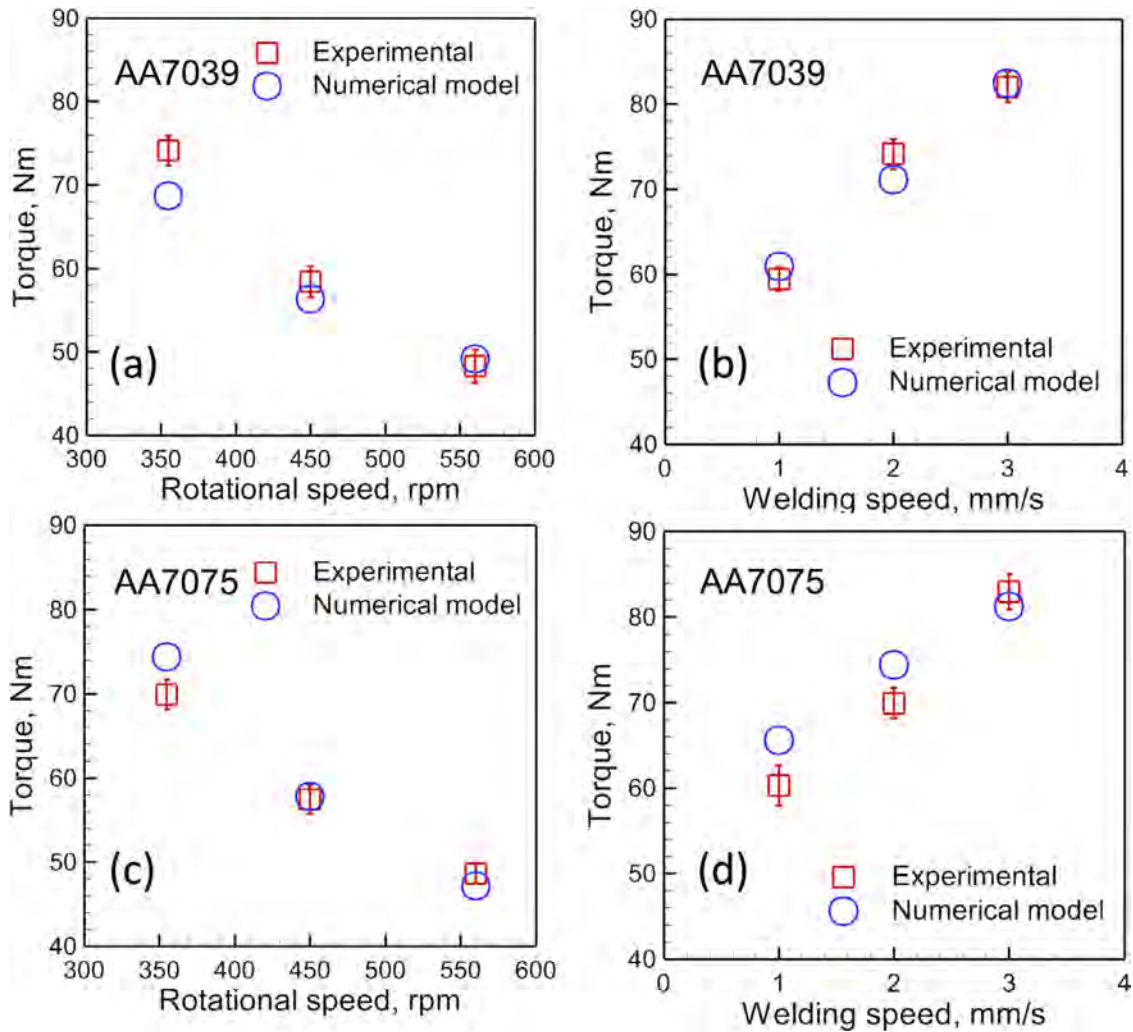 90
80
70
60
50
40
Torque, Nm
AA7039
Experimental
Numerical model
(a)
300 350 400 450 500 550 600
Rotational speed, rpm
90
80
70
60
50
40
Torque, Nm
AA7039
Experimental
Numerical model
(b)
0 1 2 3 4
Welding speed, mm/s
90
80
70
60
50
40
Torque, Nm
AA7075
Experimental
Numerical model
(c)
300 350 400 450 500 550 600
Rotational speed, rpm
90
80
70
60
50
40
Torque, Nm
AA7075
Experimental
Numerical model
(d)
0 1 2 3 4
Welding speed, mm/s